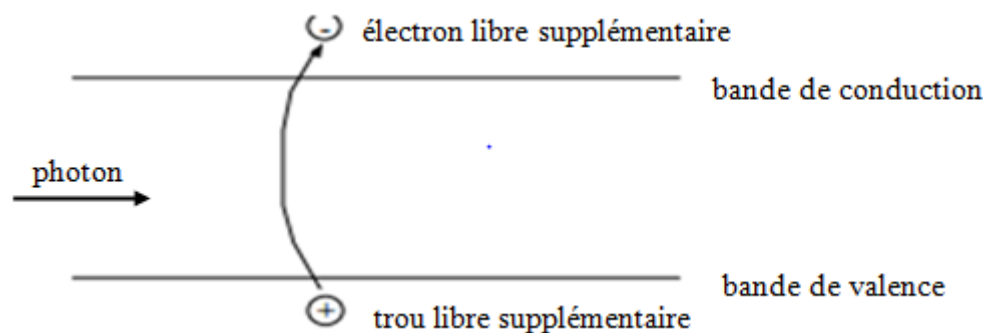 - électron libre supplémentaire
bande de conduction
photon
bande de valence
+ trou libre supplémentaire